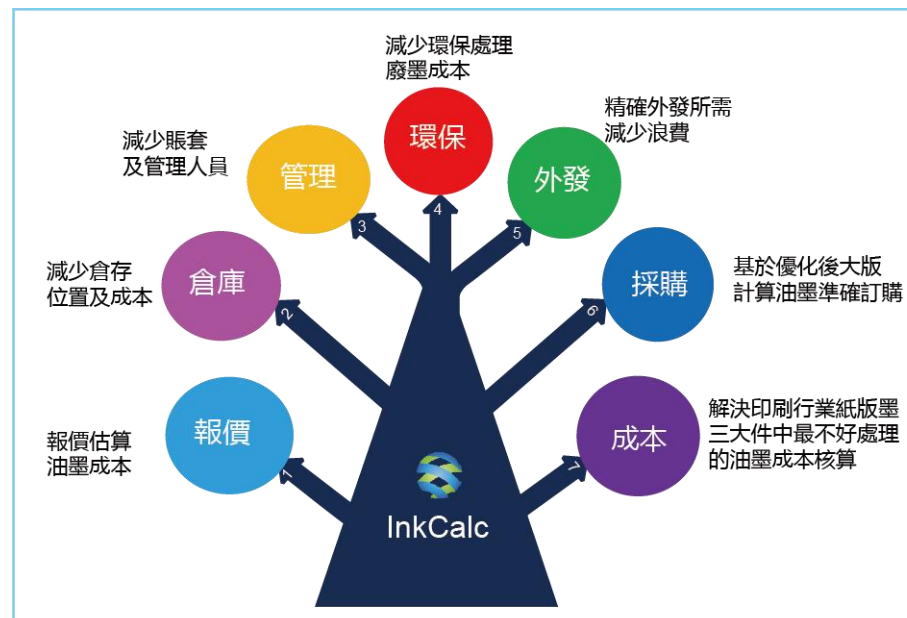 報價估算
油墨成本
報價
1
減少倉存
位置及成本
倉庫
2
減少賬套
及管理人員
管理
3
減少環保處理
廢墨成本
環保
4
精確外發所需
減少浪費
外發
5
基於優化後大版
計算油墨準確訂購
採購
6
解決印刷行業紙版墨
三大件中最不好處理
的油墨成本核算
成本
7
InkCalc